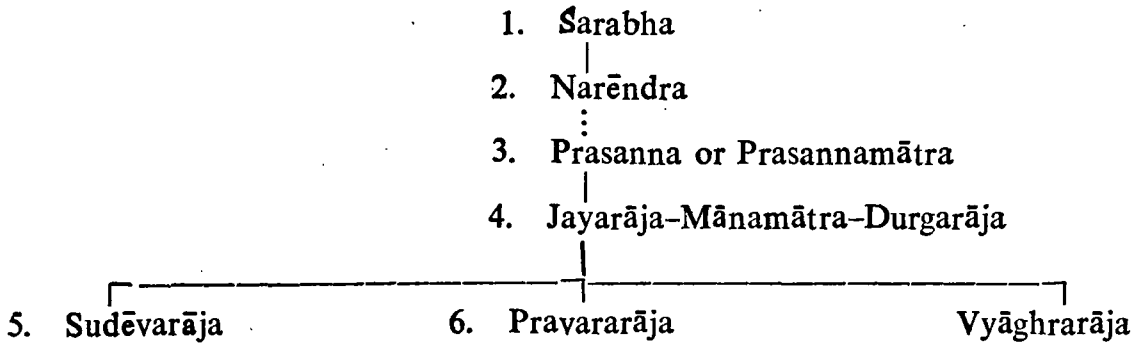 1. Śarabha
2. Narēndra
3. Prasanna or Prasannamātra
4. Jayarāja–Mānamātra–Durgarāja
5. Sudēvarāja 6. Pravararāja Vyāghrarāja